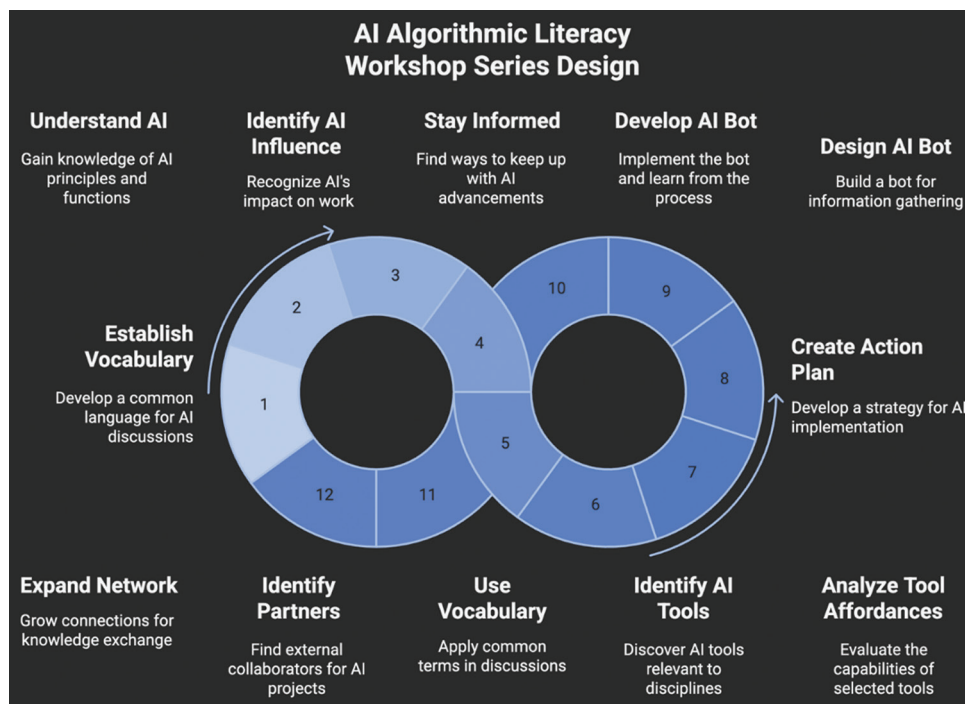 AI Algorithmic Literacy
Workshop Series Design
Understand AI
Gain knowledge of AI
principles and
functions
Identify AI
Influence
Recognize AI's
impact on work
Stay Informed
Find ways to keep up
with AI
advancements
Develop AI Bot
Implement the bot
and learn from the
process
Design AI Bot
Build a bot for
information gathering
Establish
Vocabulary
Develop a common
language for AI
discussions
1
2
3
4
5
6
7
8
9
10
11
12
Create Action
Plan
Develop a strategy for AI
implementation
Expand Network
Grow connections for
knowledge exchange
Identify
Partners
Find external
collaborators for AI
projects
Use
Vocabulary
Apply common
terms in discussions
Identify AI
Tools
Discover AI tools
relevant to
disciplines
Analyze Tool
Affordances
Evaluate the
capabilities of
selected tools